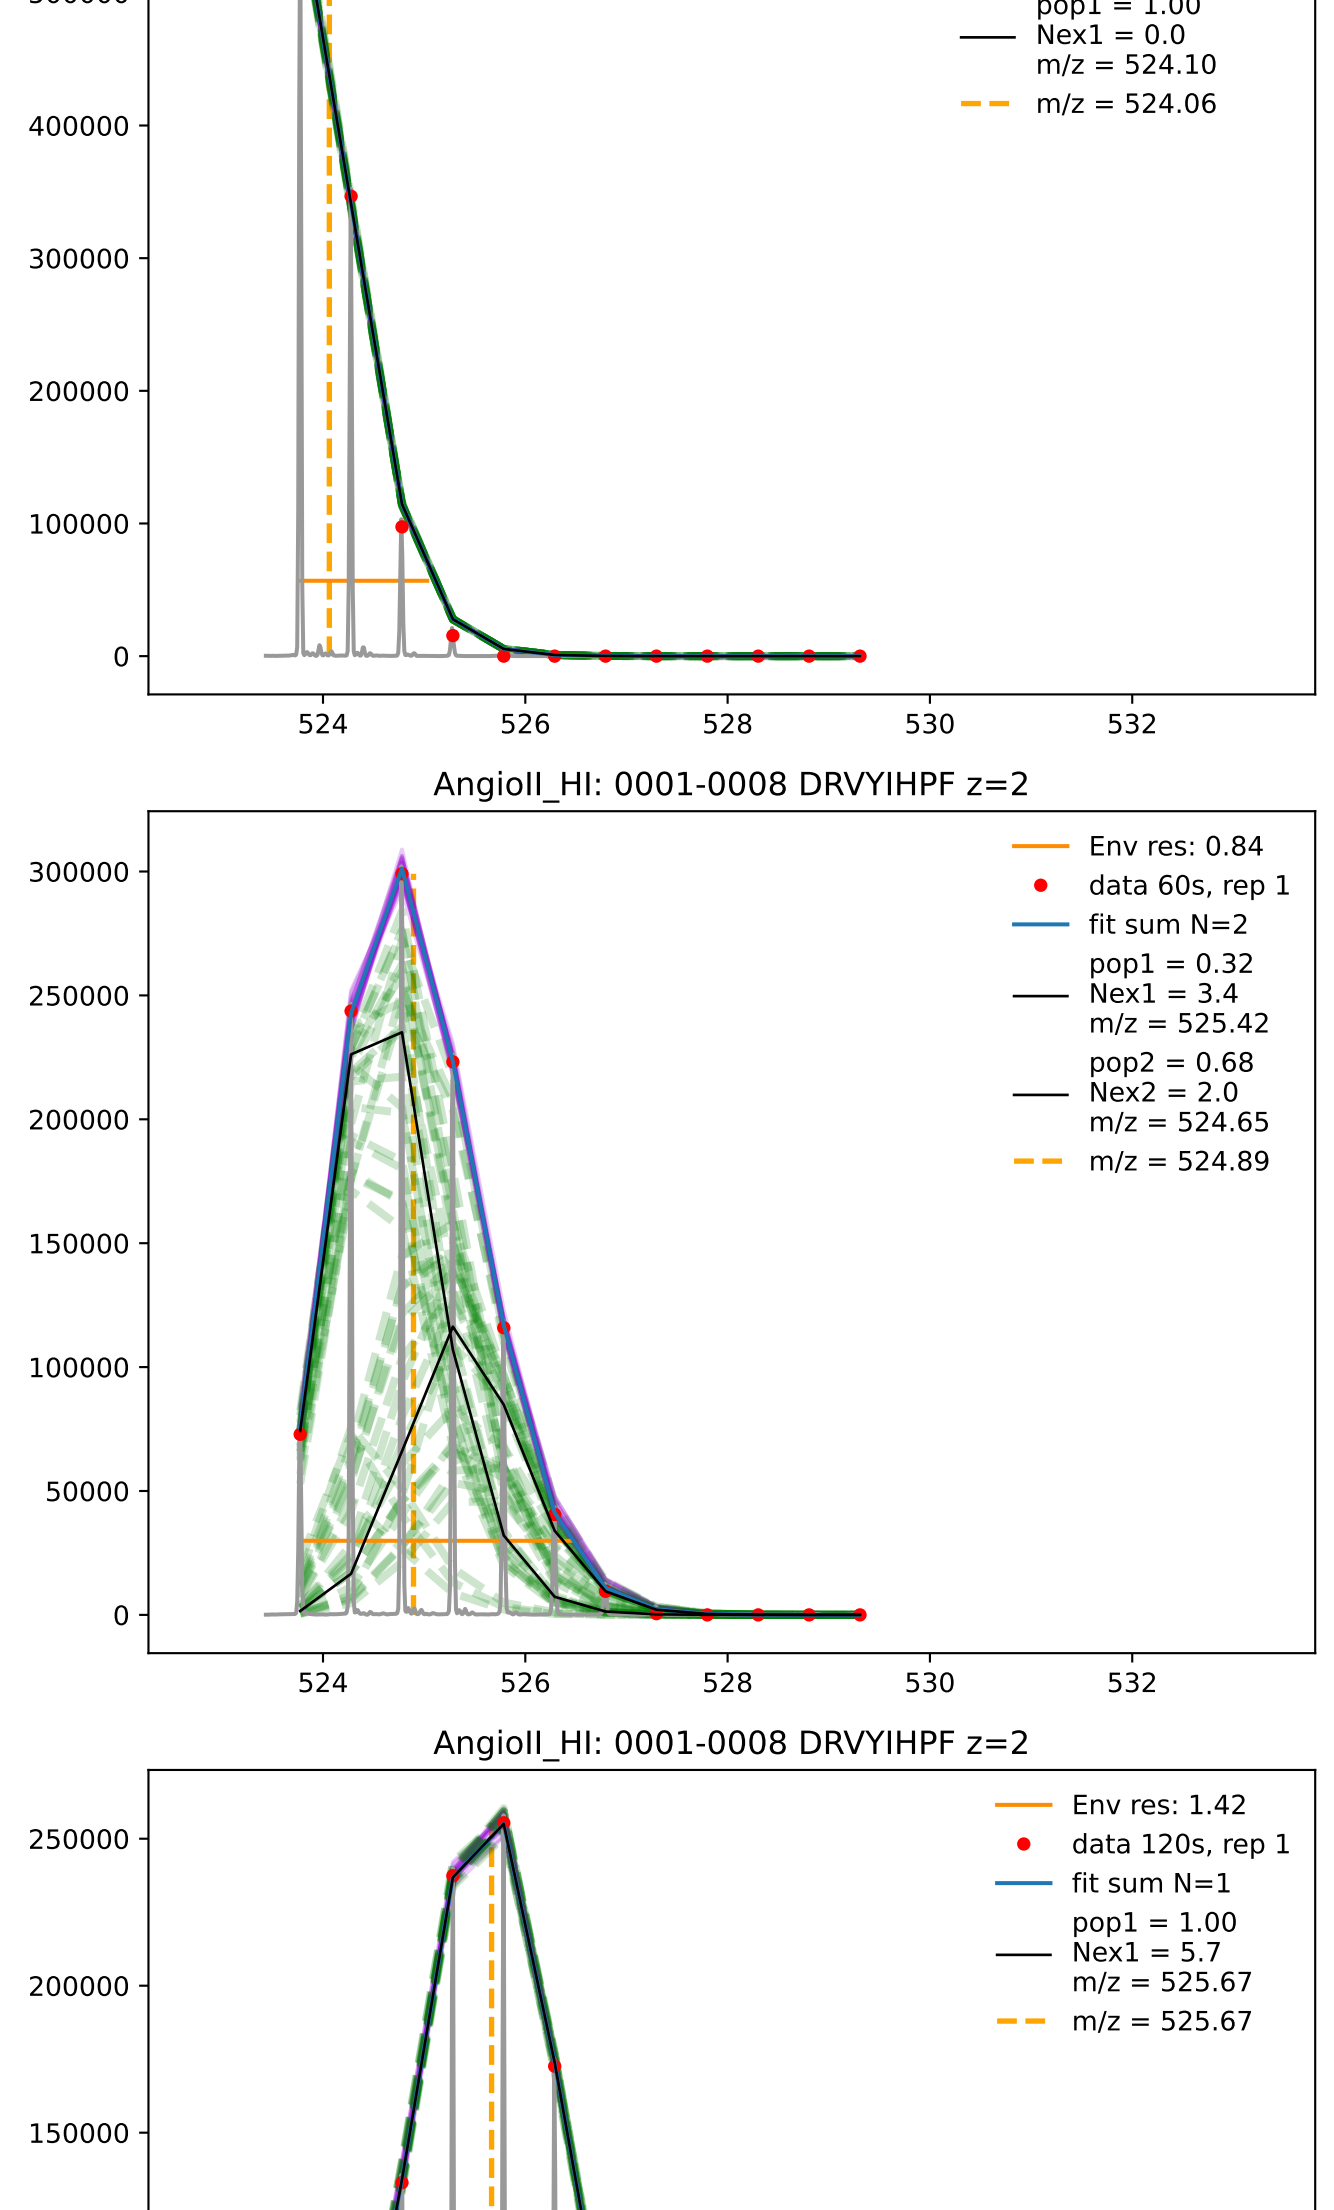 500000
pop1 = 1.00
Nex1 = 0.0
m/z = 524.10
m/z = 524.06
400000
300000
200000
100000
0
524 526 528 530 532
AngioII_HI: 0001-0008 DRVYIHPF z=2
Env res: 0.84
data 60s, rep 1
fit sum N=2
pop1 = 0.32
Nex1 = 3.4
m/z = 525.42
pop2 = 0.68
Nex2 = 2.0
m/z = 524.65
m/z = 524.89
300000
250000
200000
150000
100000
50000
0
524 526 528 530 532
AngioII_HI: 0001-0008 DRVYIHPF z=2
Env res: 1.42
data 120s, rep 1
fit sum N=1
pop1 = 1.00
Nex1 = 5.7
m/z = 525.67
m/z = 525.67
250000
200000
150000